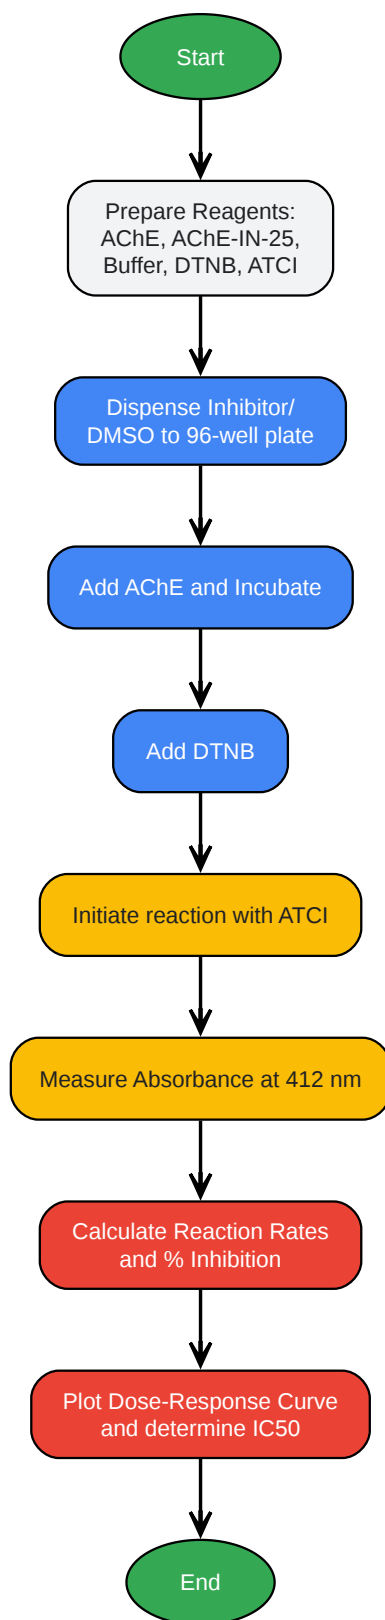 Start
Prepare Reagents:
AChE, AChE-IN-25,
Buffer, DTNB, ATCI
Dispense Inhibitor/
DMSO to 96-well plate
Add AChE and Incubate
Add DTNB
Initiate reaction with ATCI
Measure Absorbance at 412 nm
Calculate Reaction Rates
and % Inhibition
Plot Dose-Response Curve
and determine IC50
End